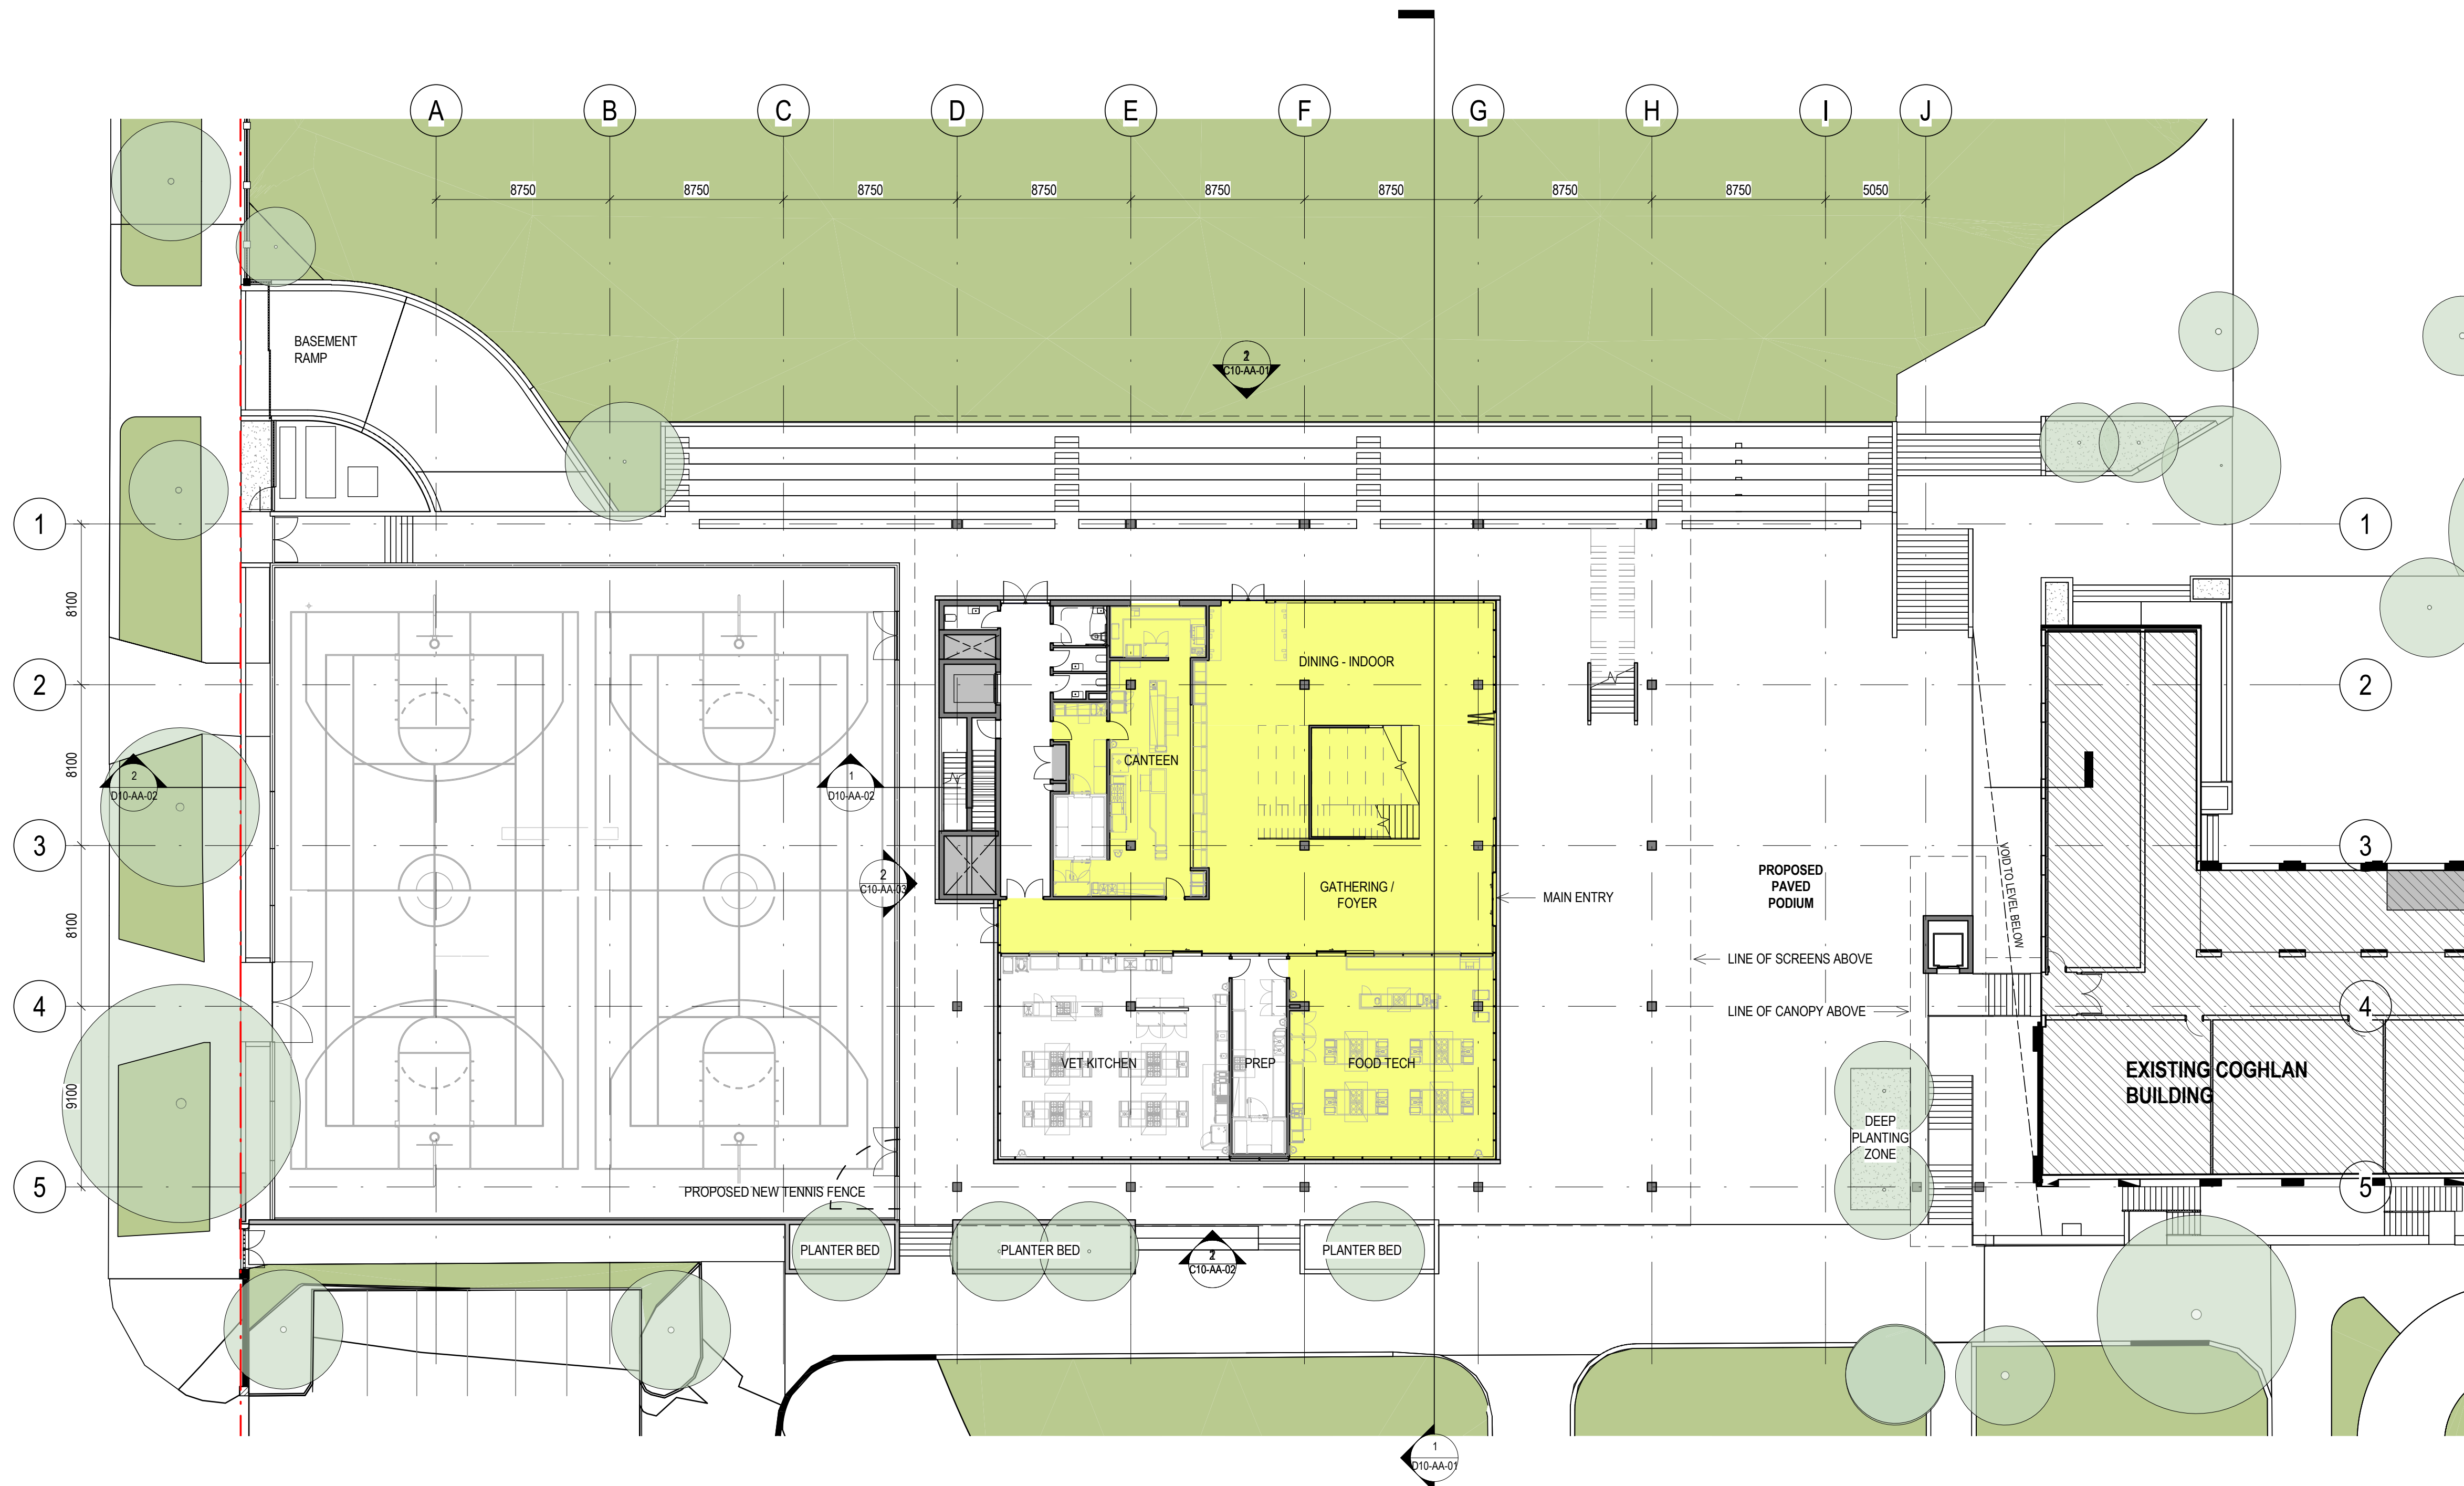 A B C D E F G H I J
8750 8750 8750 8750 8750 8750 8750 8750 5050
BASEMENT
RAMP
2
C10-AA-01
1 1
8100
2 2
DINING - INDOOR
8100
CANTEEN
2
D10-AA-02
1
D10-AA-02
3 3
VOID TO LEVEL BELOW
2
C10-AA-03
PROPOSED
PAVED
PODIUM
GATHERING /
FOYER
MAIN ENTRY
8100
LINE OF SCREENS ABOVE
LINE OF CANOPY ABOVE
4 4
VET KITCHEN
PREP
FOOD TECH
EXISTING COGHLAN
BUILDING
9100
DEEP
PLANTING
ZONE
5 5
PROPOSED NEW TENNIS FENCE
PLANTER BED
PLANTER BED
PLANTER BED
C10-AA-02
1
D10-AA-01